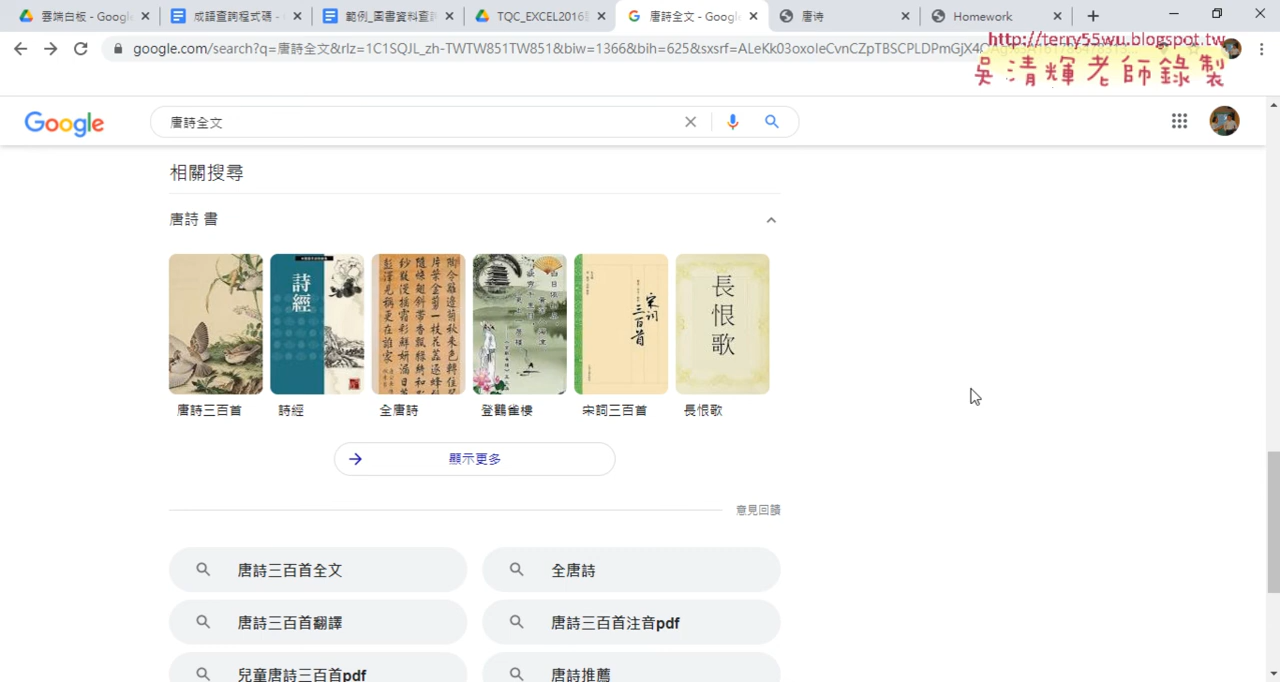 雲端白板 - Goog
成語查詢程式碼 -
範例_圖書資料查
TQC_EXCEL2016
唐詩全文 - Goog
唐诗
Homework
google.com/search?q=唐詩全文&rlz=1C1SQJL_zh-TWTW851TW851&biw=1366&bih=625&sxsrf=
http://terry55wu.blogspot.tw
吳清輝老師錄製
Google
唐詩全文
相關搜尋
唐詩 書
詩經
宋詞三百首
長恨歌
唐詩三百首
詩經
全唐詩
登鸛雀樓
宋詞三百首
長恨歌
顯示更多
意見回饋
唐詩三百首全文
全唐詩
唐詩三百首翻譯
唐詩三百首注音pdf
兒童唐詩三百首pdf
唐詩推薦